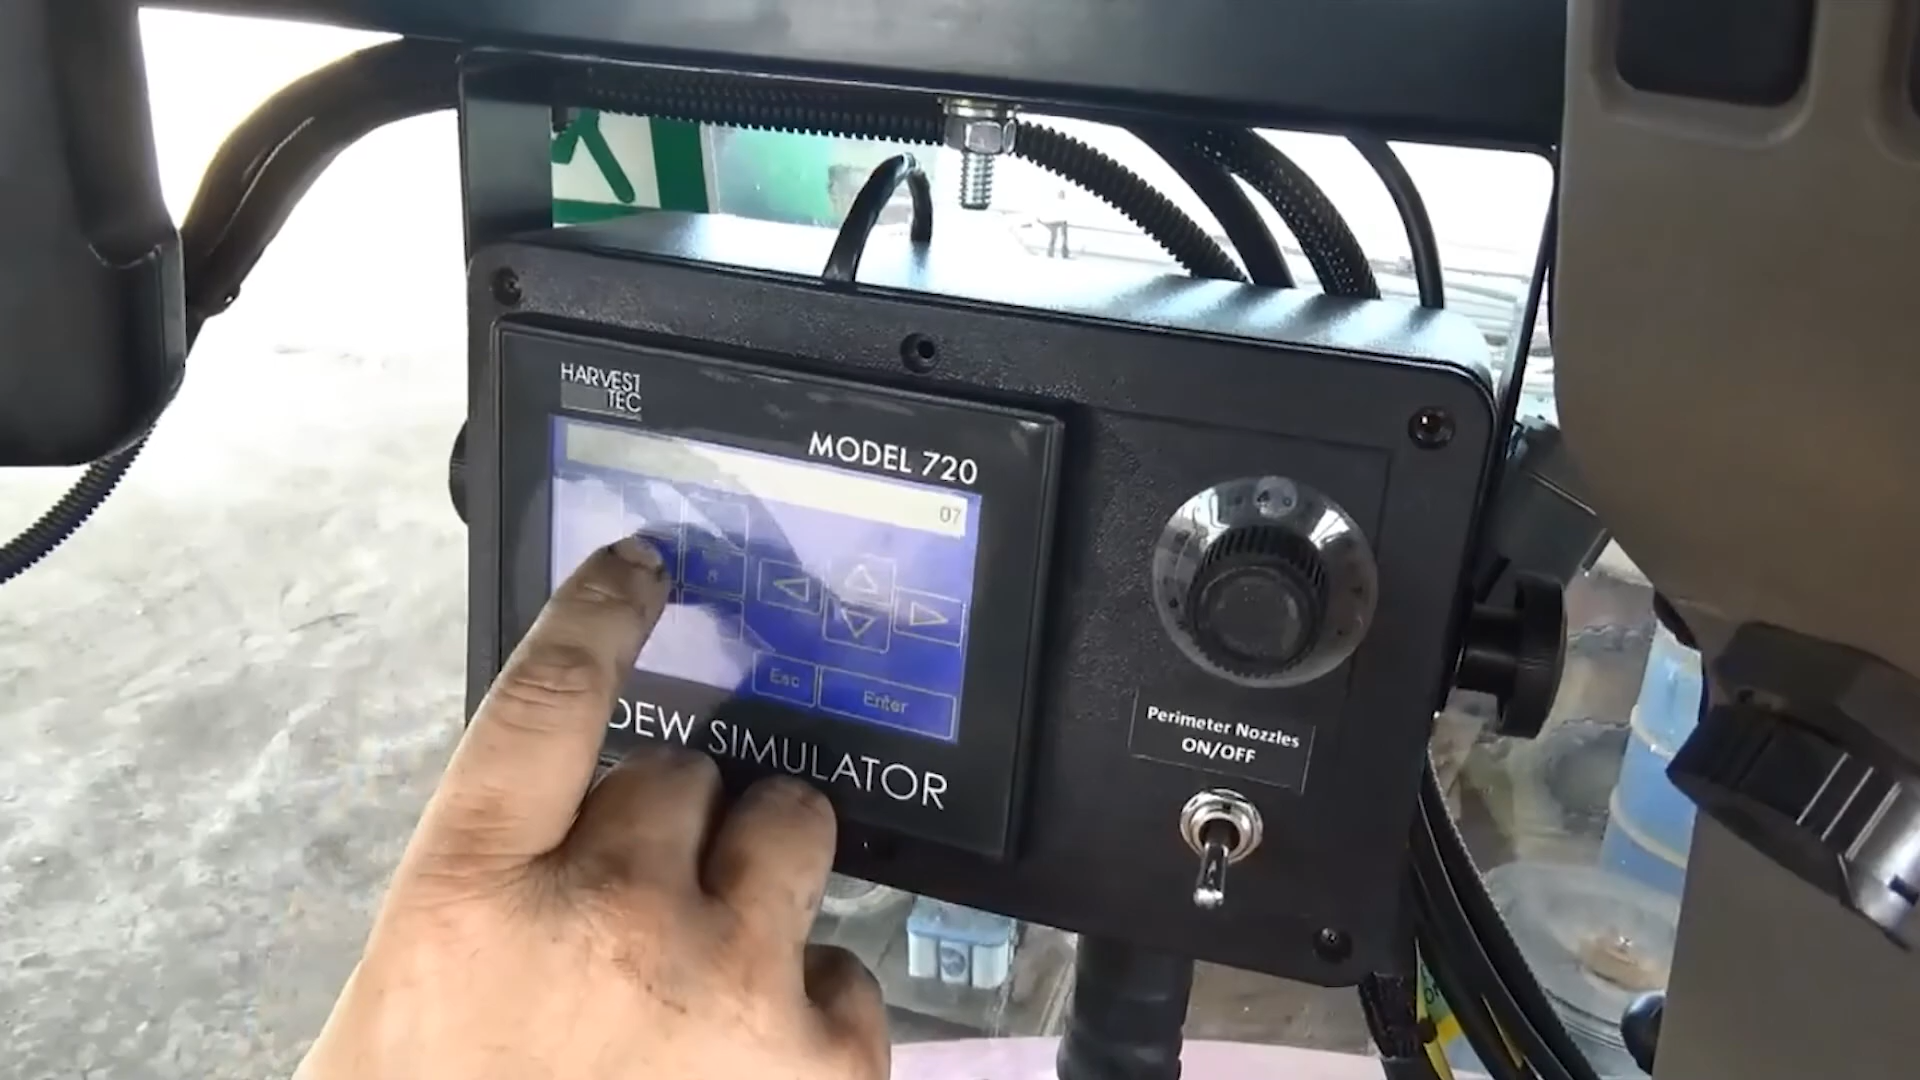 HARVEST
TEC
MODEL 720
07
Esc
Enter
DEW SIMULATOR
Perimeter Nozzles
ON/OFF